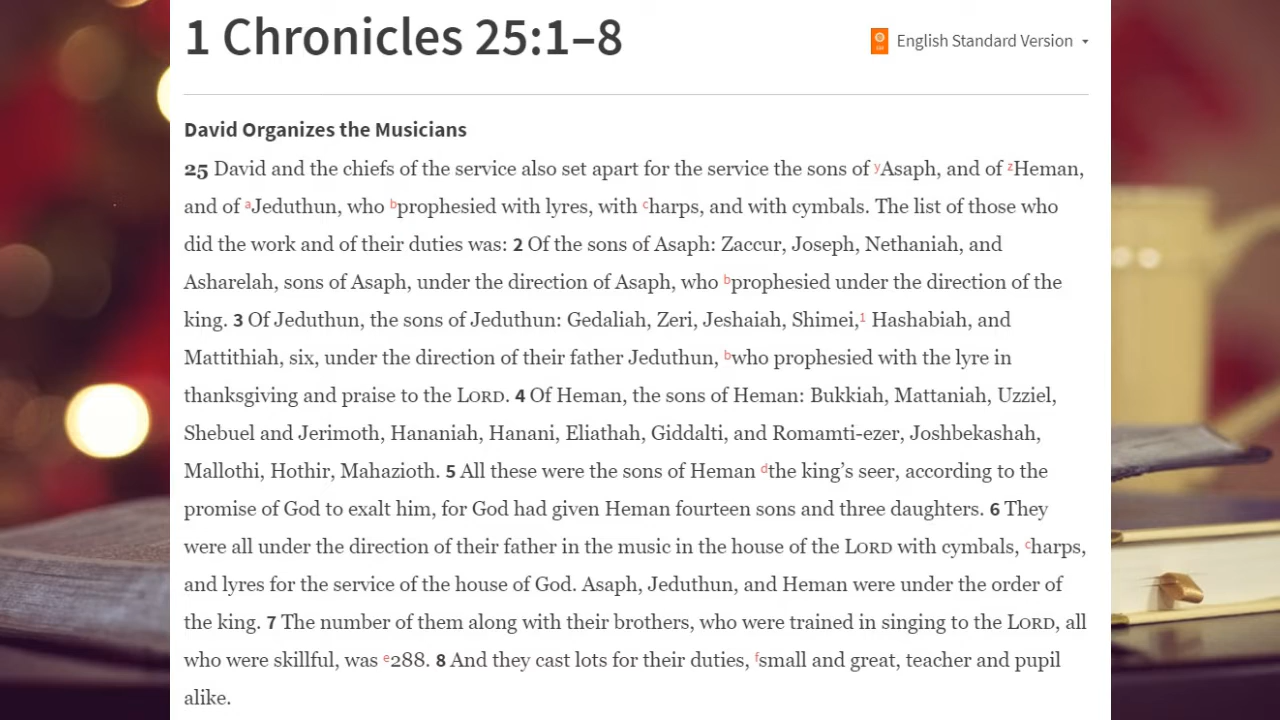 1 Chronicles 25:1–8
English Standard Version
David Organizes the Musicians
25 David and the chiefs of the service also set apart for the service the sons of yAsaph, and of zHeman,
and of aJeduthun, who bprophesied with lyres, with charps, and with cymbals. The list of those who
did the work and of their duties was: 2 Of the sons of Asaph: Zaccur, Joseph, Nethaniah, and
Asharelah, sons of Asaph, under the direction of Asaph, who bprophesied under the direction of the
king. 3 Of Jeduthun, the sons of Jeduthun: Gedaliah, Zeri, Jeshaiah, Shimei,1 Hashabiah, and
Mattithiah, six, under the direction of their father Jeduthun, bwho prophesied with the lyre in
thanksgiving and praise to the LORD. 4 Of Heman, the sons of Heman: Bukkiah, Mattaniah, Uzziel,
Shebuel and Jerimoth, Hananiah, Hanani, Eliathah, Giddalti, and Romamti-ezer, Joshbekashah,
Mallothi, Hothir, Mahazioth. 5 All these were the sons of Heman dthe king’s seer, according to the
promise of God to exalt him, for God had given Heman fourteen sons and three daughters. 6 They
were all under the direction of their father in the music in the house of the LORD with cymbals, charps,
and lyres for the service of the house of God. Asaph, Jeduthun, and Heman were under the order of
the king. 7 The number of them along with their brothers, who were trained in singing to the LORD, all
who were skillful, was e288. 8 And they cast lots for their duties, fsmall and great, teacher and pupil
alike.